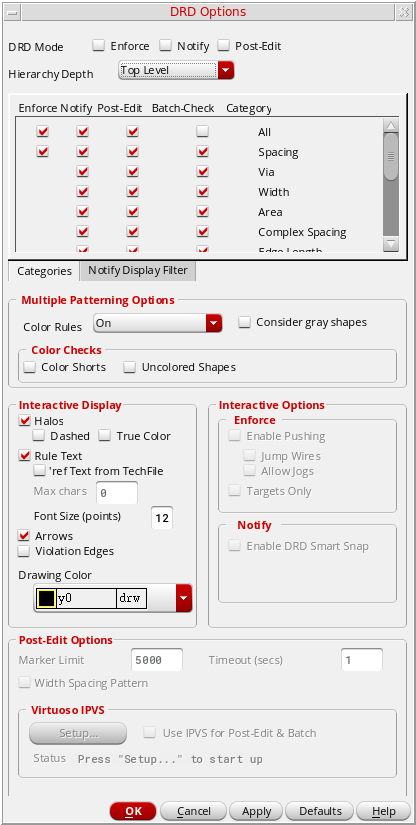 DRD Options
DRD Mode Enforce Notify Post-Edit
Hierarchy Depth Top Level
Enforce Notify Post-Edit Batch-Check Category
All
Spacing
Via
Width
Area
Complex Spacing
Edge Length
Categories Notify Display Filter
Multiple Patterning Options
Color Rules On Consider gray shapes
Color Checks
Color Shorts Uncolored Shapes
Interactive Display
Halos
Dashed True Color
Rule Text
'ref Text from TechFile
Max chars 0
Font Size (points) 12
Arrows
Violation Edges
Drawing Color
y0 drw
Interactive Options
Enforce
Enable Pushing
Jump Wires
Allow Jogs
Targets Only
Notify
Enable DRD Smart Snap
Post-Edit Options
Marker Limit 5000 Timeout (secs) 1
Width Spacing Pattern
Virtuoso IPVS
Setup... Use IPVS for Post-Edit & Batch
Status Press "Setup..." to start up
OK Cancel Apply Defaults Help